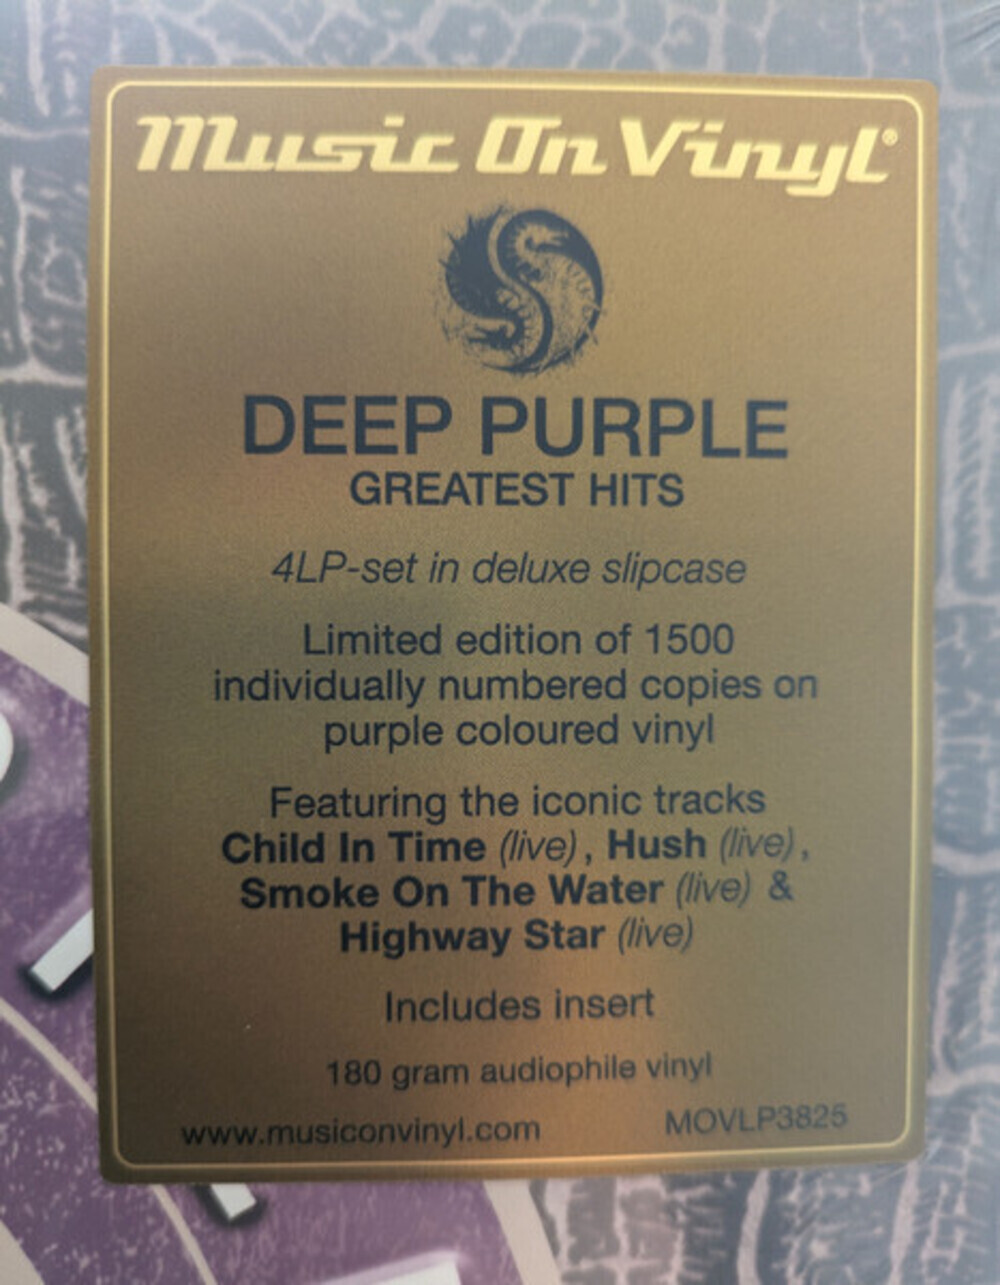 Music On Vinyl®
DEEP PURPLE
GREATEST HITS
4LP-set in deluxe slipcase
Limited edition of 1500
individually numbered copies on
purple coloured vinyl
Featuring the iconic tracks
Child In Time (live), Hush (live),
Smoke On The Water (live) &
Highway Star (live)
Includes insert
180 gram audiophile vinyl
www.musiconvinyl.com MOVLP3825